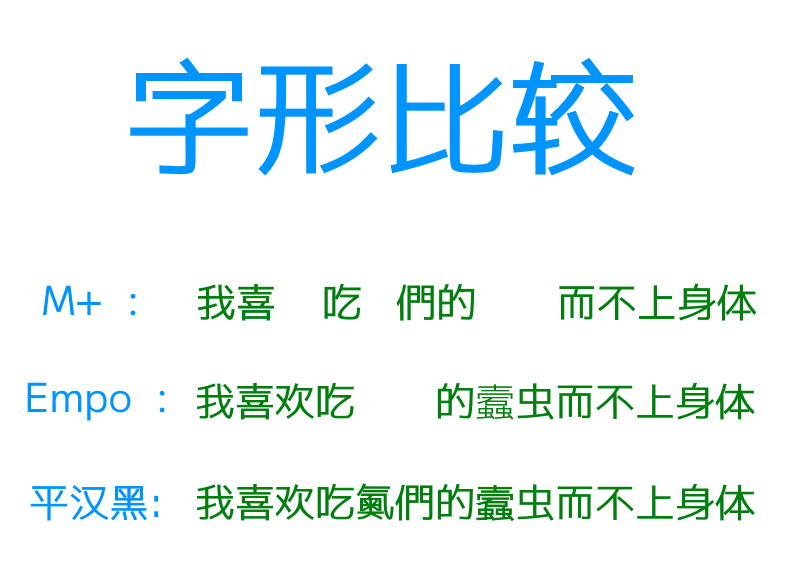 字形比较
M+ : 我喜 吃 們的 而不上身体
Empo : 我喜欢吃 的蠹虫而不上身体
平汉黑: 我喜欢吃氭們的蠹虫而不上身体